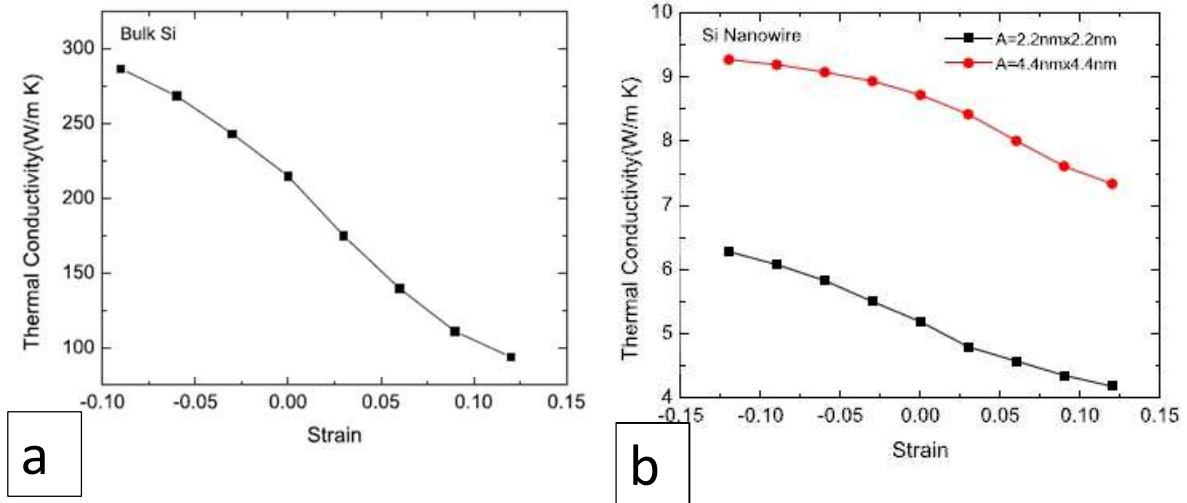 Bulk Si
300
250
200
150
100
Thermal Conductivity(W/m K)
-0.10 -0.05 0.00 0.05 0.10 0.15
Strain
a
Si Nanowire
A=2.2nmx2.2nm
A=4.4nmx4.4nm
10
9
8
7
6
5
4
Thermal Conductivity(W/m K)
-0.15 -0.10 -0.05 0.00 0.05 0.10 0.15
Strain
b